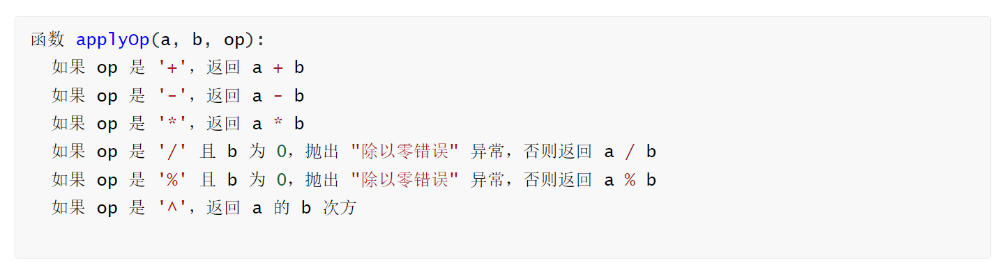 函数 applyOp(a, b, op):
如果 op 是 '+'，返回 a + b
如果 op 是 '-'，返回 a - b
如果 op 是 '*'，返回 a * b
如果 op 是 '/' 且 b 为 0，抛出 "除以零错误" 异常，否则返回 a / b
如果 op 是 '%' 且 b 为 0，抛出 "除以零错误" 异常，否则返回 a % b
如果 op 是 '^'，返回 a 的 b 次方